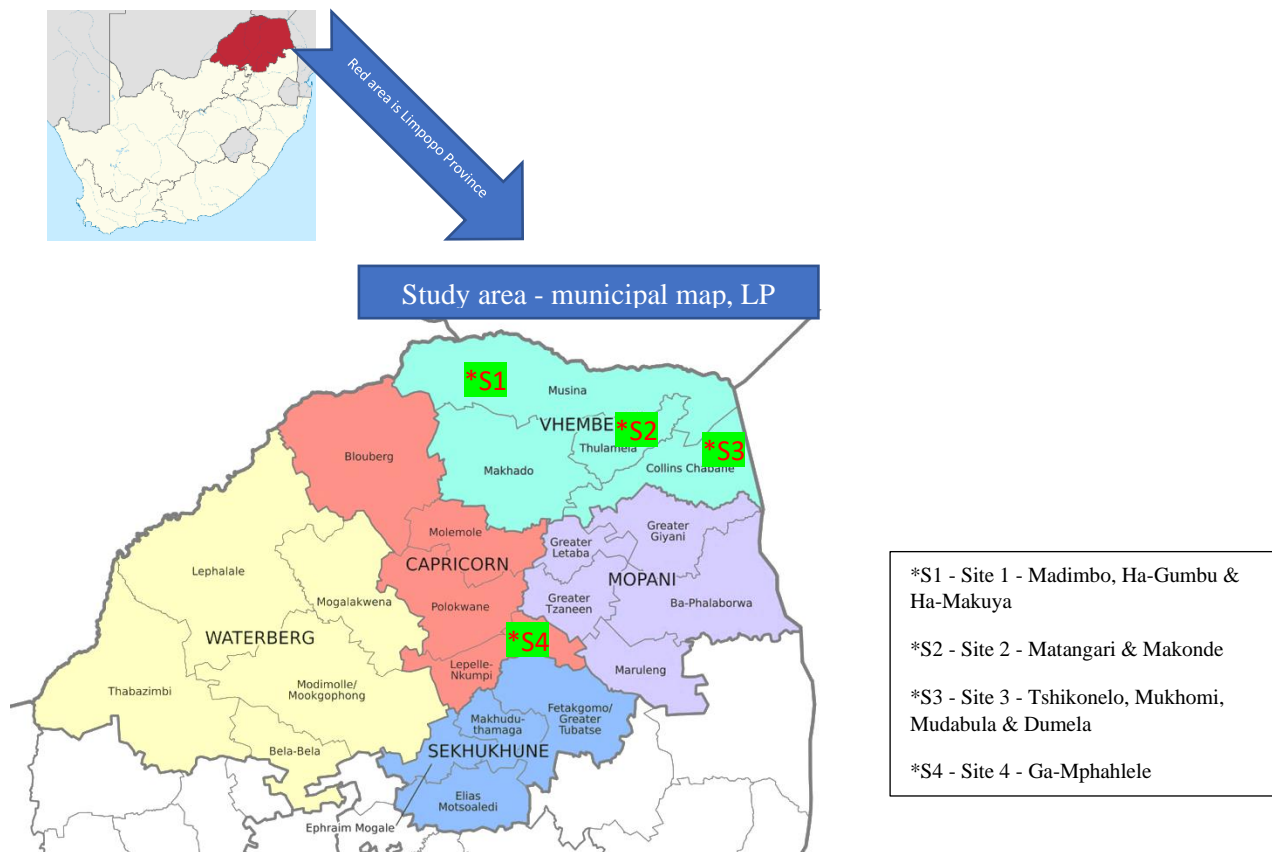 Red area is Limpopo Province
Study area - municipal map, LP
*S1
Musina
VHEMBE
*S2
Thulamela
*S3
Collins Chabane
Makhado
Blouberg
Molemole
CAPRICORN
Polokwane
*S4
Lepelle-
Nkumpi
Greater
Letaba
Greater
Giyani
MOPANI
Greater
Tzaneen
Ba-Phalaborwa
Maruleng
Lephalale
Mogalakwena
WATERBERG
Thabazimbi
Modimolle/
Mookgophong
Bela-Bela
Fetakgomo/
Greater
Tubatse
Makhudu-
thamaga
SEKHUKHUNE
Elias
Motsoaledi
Ephraim Mogale
*S1 - Site 1 - Madimbo, Ha-Gumbu &
Ha-Makuya
*S2 - Site 2 - Matangari & Makonde
*S3 - Site 3 - Tshikonelo, Mukhomi,
Mudabula & Dumela
*S4 - Site 4 - Ga-Mphahlele